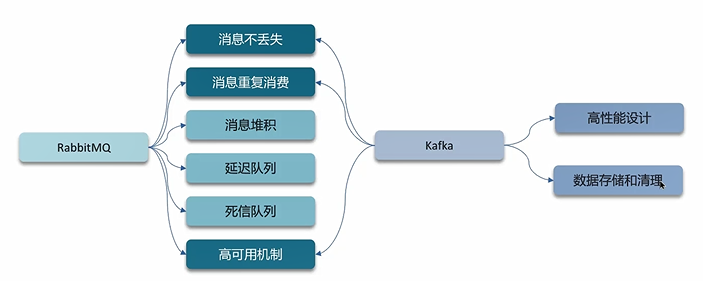 消息不丢失
消息重复消费
消息堆积
RabbitMQ
延迟队列
死信队列
高可用机制
Kafka
高性能设计
数据存储和清理